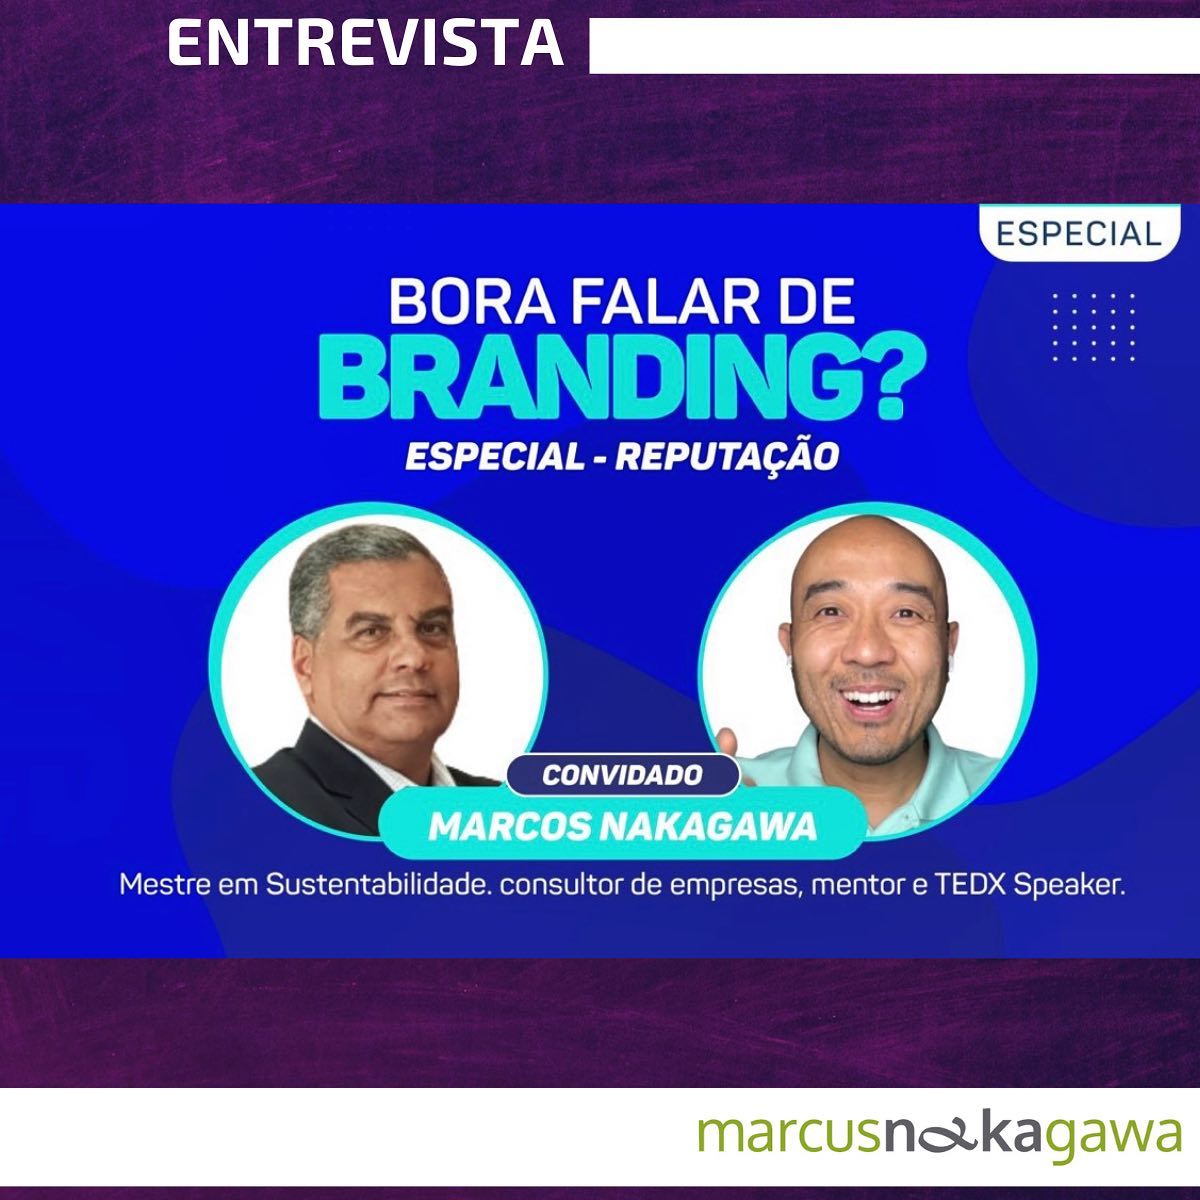 ENTREVISTA
ESPECIAL
BORA FALAR DE
BRANDING?
ESPECIAL - REPUTAÇÃO
CONVIDADO
MARCOS NAKAGAWA
Mestre em Sustentabilidade. consultor de empresas, mentor e TEDX Speaker.
marcusnakagawa